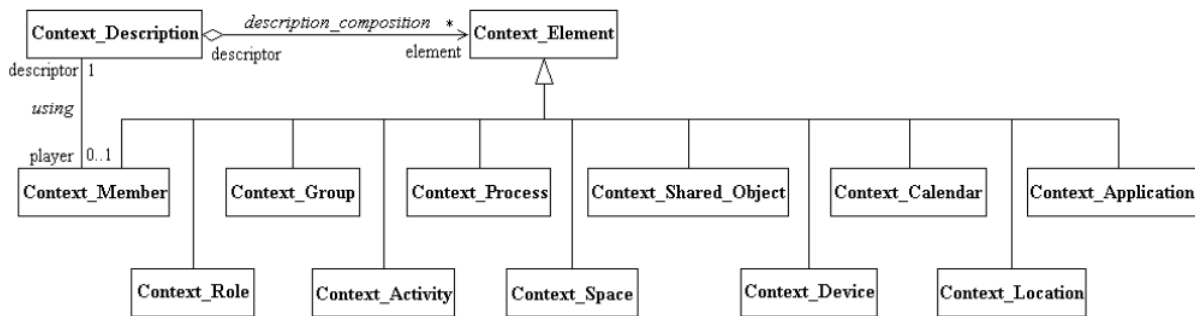 description_composition *
Context_Description Context_Element
descriptor element
descriptor 1
using
player 0..1
Context_Member Context_Group Context_Process Context_Shared_Object Context_Calendar Context_Application
Context_Role Context_Activity Context_Space Context_Device Context_Location